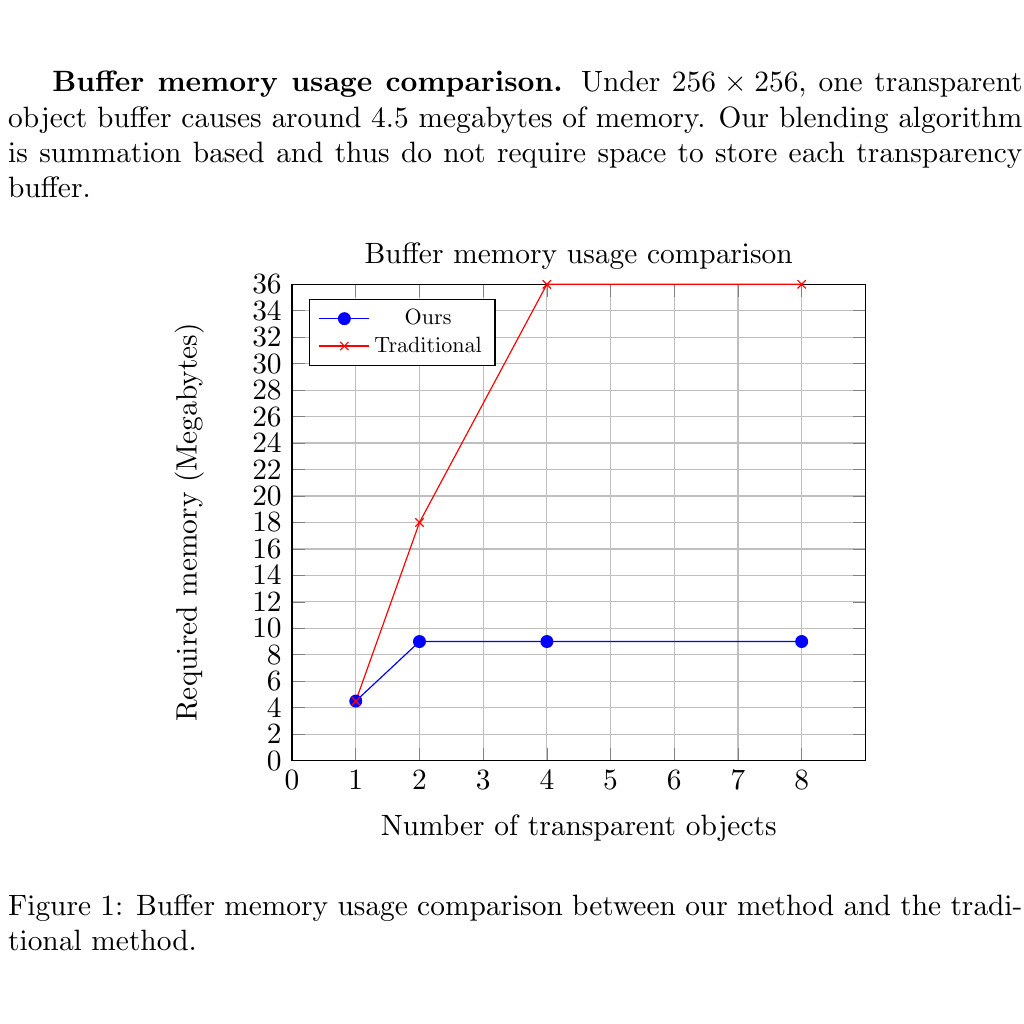 Buffer memory usage comparison. Under 256 × 256, one transparent
object buffer causes around 4.5 megabytes of memory. Our blending algorithm
is summation based and thus do not require space to store each transparency
buffer.
Buffer memory usage comparison
36
34
32
30
28
26
24
22
20
18
16
14
12
10
8
6
4
2
0
Required memory (Megabytes)
Ours
Traditional
0 1 2 3 4 5 6 7 8
Number of transparent objects
Figure 1: Buffer memory usage comparison between our method and the tradi-
tional method.